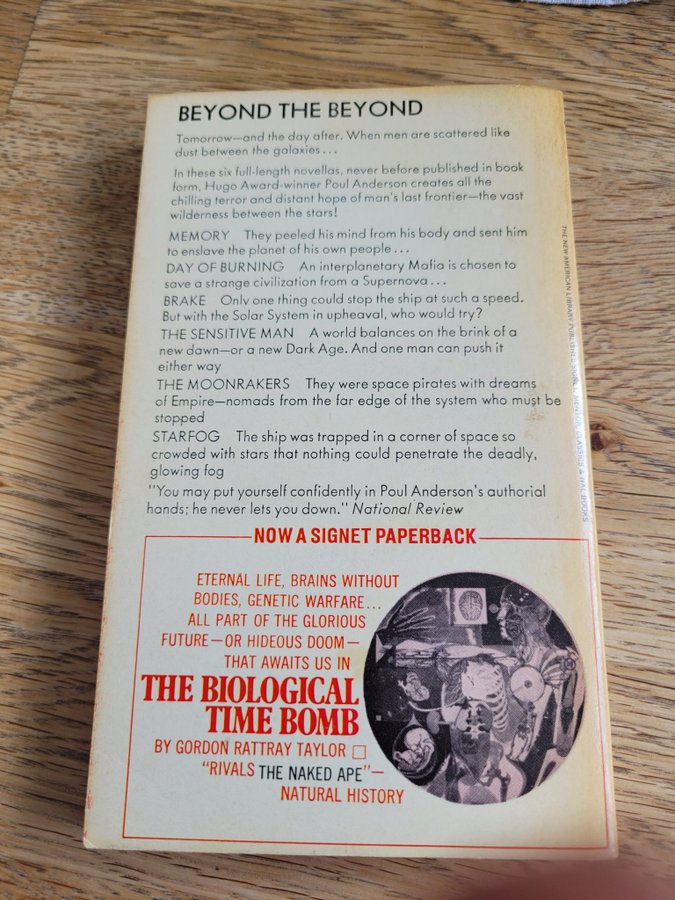 BEYOND THE BEYOND
Tomorrow—and the day after. When men are scattered like
dust between the galaxies...
In these six full-length novellas, never before published in book
form, Hugo Award-winner Poul Anderson creates all the
chilling terror and distant hope of man's last frontier—the vast
wilderness between the stars!
MEMORY They peeled his mind from his body and sent him
to enslave the planet of his own people...
DAY OF BURNING An interplanetary Mafia is chosen to
save a strange civilization from a Supernova...
BRAKE Only one thing could stop the ship at such a speed.
But with the Solar System in upheaval, who would try?
THE SENSITIVE MAN A world balances on the brink of a
new dawn—or a new Dark Age. And one man can push it
either way
THE MOONRAKERS They were space pirates with dreams
of Empire—nomads from the far edge of the system who must be
stopped
STARFOG The ship was trapped in a corner of space so
crowded with stars that nothing could penetrate the deadly,
glowing fog
"You may put yourself confidently in Poul Anderson's authorial
hands; he never lets you down." National Review
NOW A SIGNET PAPERBACK
ETERNAL LIFE, BRAINS WITHOUT
BODIES, GENETIC WARFARE...
ALL PART OF THE GLORIOUS
FUTURE—OR HIDEOUS DOOM—
THAT AWAITS US IN
THE BIOLOGICAL
TIME BOMB
BY GORDON RATTRAY TAYLOR □
"RIVALS THE NAKED APE"—
NATURAL HISTORY
THE NEW AMERICAN LIBRARY PUBLISHES SIGNET, MENTOR, CLASSICS & NAL BOOKS